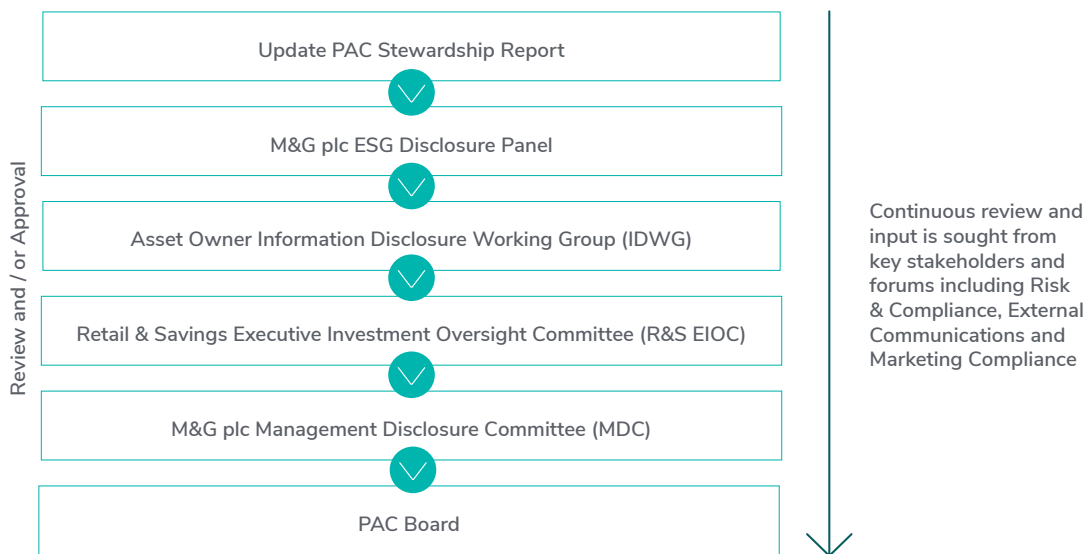 Update PAC Stewardship Report
M&G plc ESG Disclosure Panel
Asset Owner Information Disclosure Working Group (IDWG)
Retail & Savings Executive Investment Oversight Committee (R&S EIOC)
M&G plc Management Disclosure Committee (MDC)
PAC Board
Review and / or Approval
Continuous review and
input is sought from
key stakeholders and
forums including Risk
& Compliance, External
Communications and
Marketing Compliance